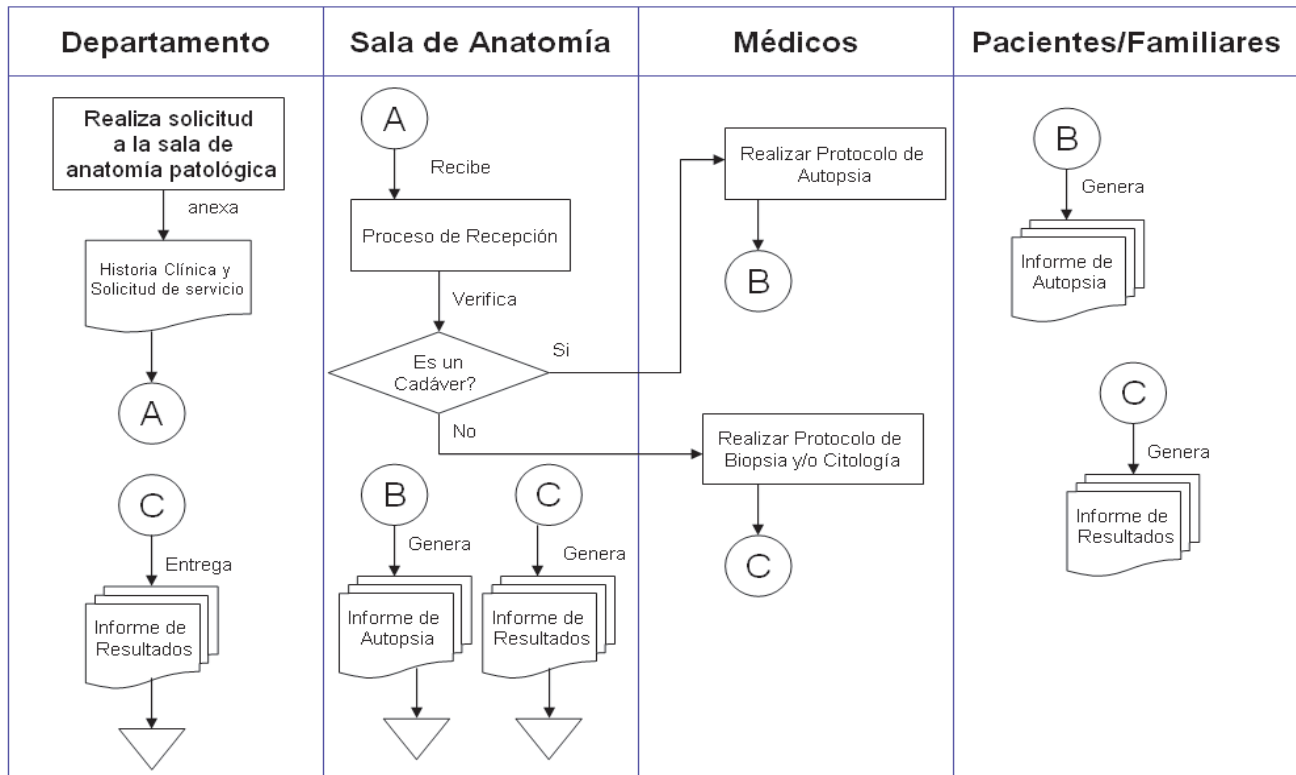 Departamento
Sala de Anatomía
Médicos
Pacientes/Familiares
Realiza solicitud
a la sala de
anatomía patológica
anexa
Historia Clínica y
Solicitud de servicio
A
C
Entrega
Informe de
Resultados
A
Recibe
Proceso de Recepción
Verifica
Es un
Cadáver?
Si
No
B
Genera
Informe de
Autopsia
C
Genera
Informe de
Resultados
Realizar Protocolo de
Autopsia
B
Realizar Protocolo de
Biopsia y/o Citología
C
B
Genera
Informe de
Autopsia
C
Genera
Informe de
Resultados